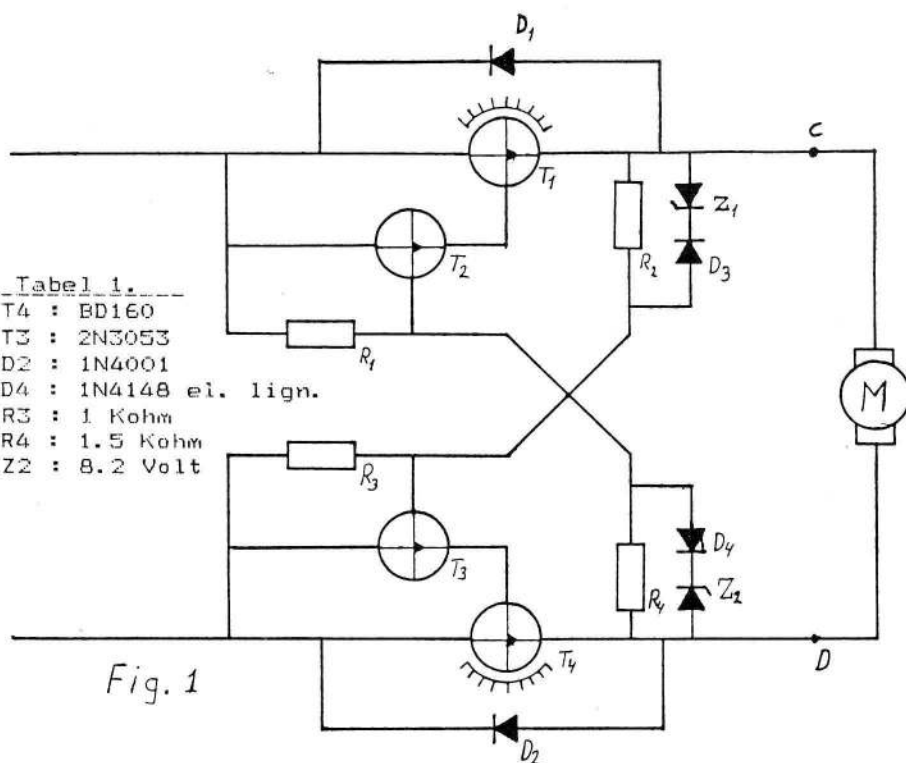 D1
C
T1
T2
R2
Z1
D3
R1
Tabel 1.
T4 : BD160
T3 : 2N3053
D2 : 1N4001
D4 : 1N4148 el. lign.
R3 : 1 Kohm
R4 : 1.5 Kohm
Z2 : 8.2 Volt
M
R3
T3
R4
D4
Z2
T4
D
Fig. 1
D2